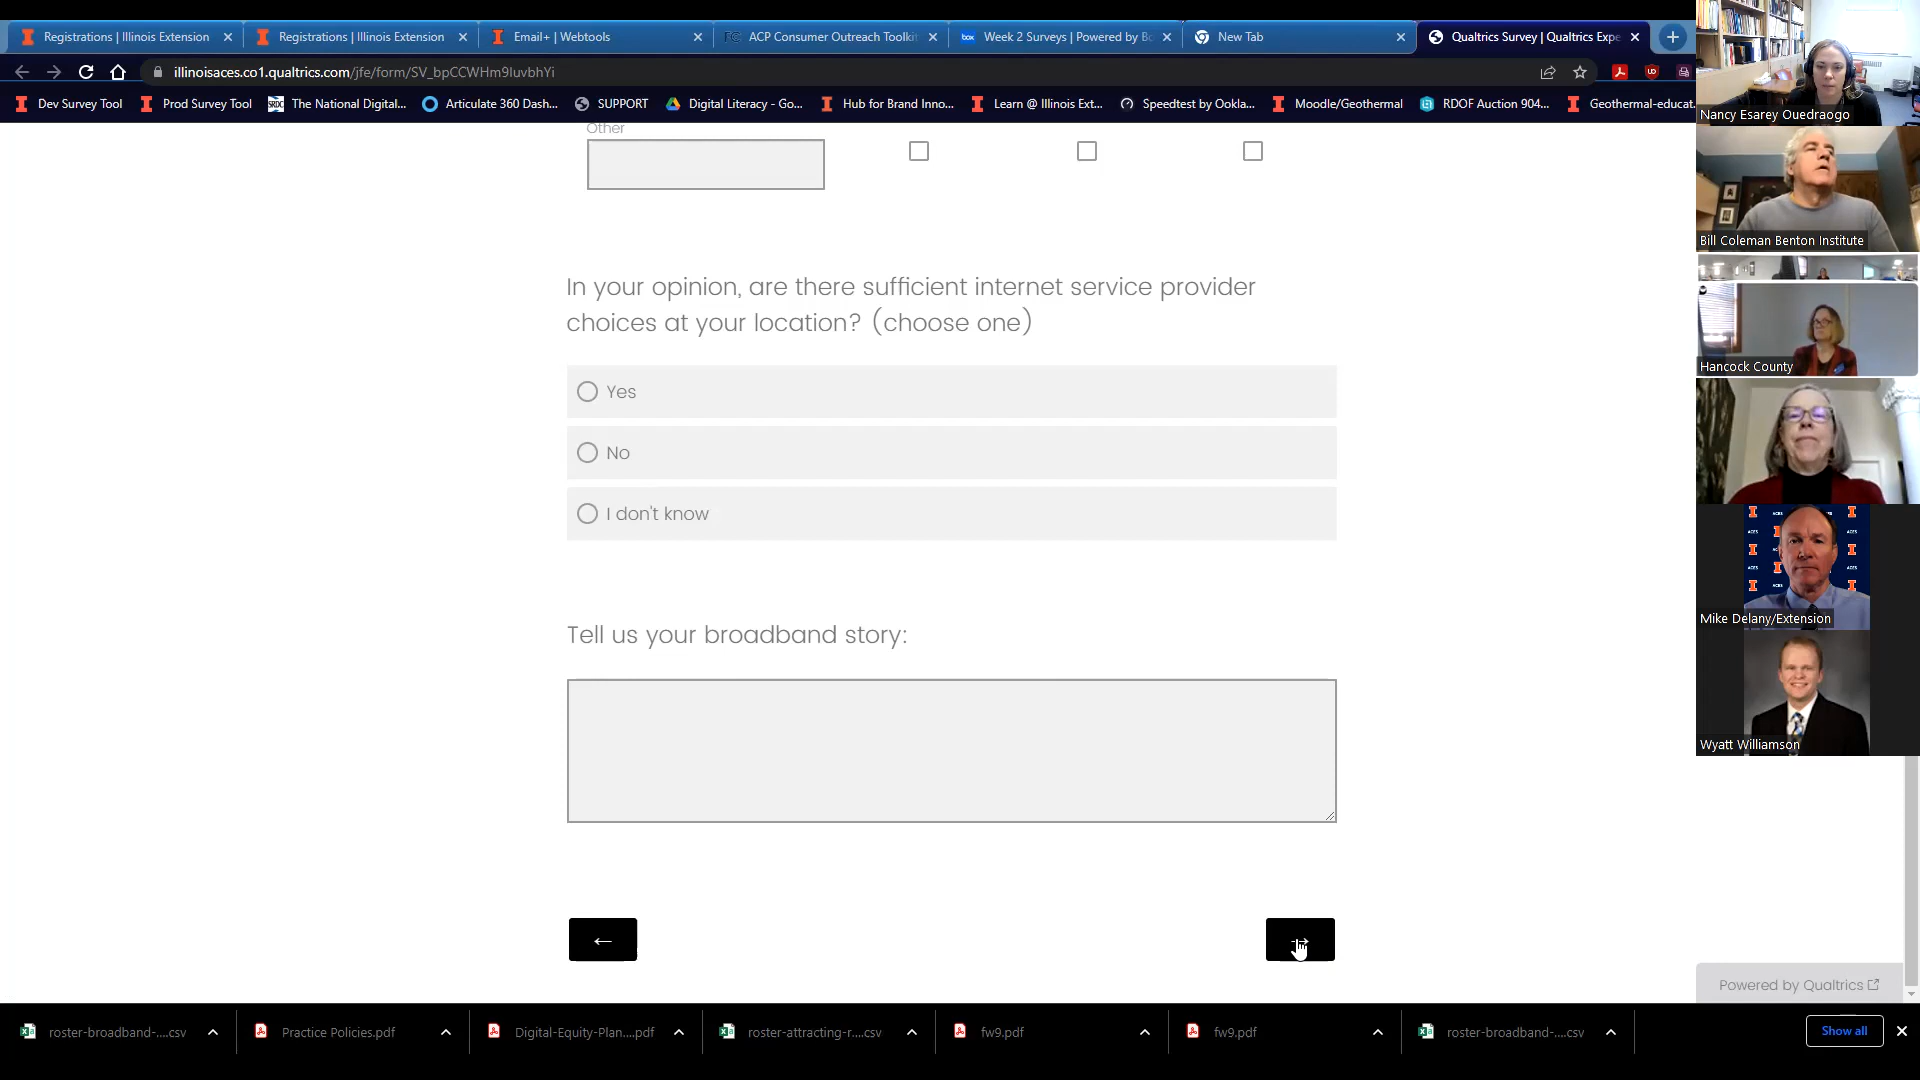 Registrations | Illinois Extension
Registrations | Illinois Extension
Email+ | Webtools
ACP Consumer Outreach Toolkit
Week 2 Surveys | Powered by Bo
New Tab
Qualtrics Survey | Qualtrics Expe
illinoisaces.co1.qualtrics.com/jfe/form/SV_bpCCWHm9IuvbhYi
Dev Survey Tool
Prod Survey Tool
SRDC
The National Digital...
Articulate 360 Dash...
SUPPORT
Digital Literacy - Go...
Hub for Brand Inno...
Learn @ Illinois Ext...
Speedtest by Ookla...
Moodle/Geothermal
RDOF Auction 904...
Geothermal-educat
Nancy Esarey Ouedraogo
Bill Coleman Benton Institute
Hancock County
Mike Delany/Extension
Wyatt Williamson
Other
In your opinion, are there sufficient internet service provider
choices at your location? (choose one)
Yes
No
I don't know
Tell us your broadband story:
←
Powered by Qualtrics
roster-broadband-....csv
Practice Policies.pdf
Digital-Equity-Plan....pdf
roster-attracting-r....csv
fw9.pdf
fw9.pdf
roster-broadband-....csv
Show all